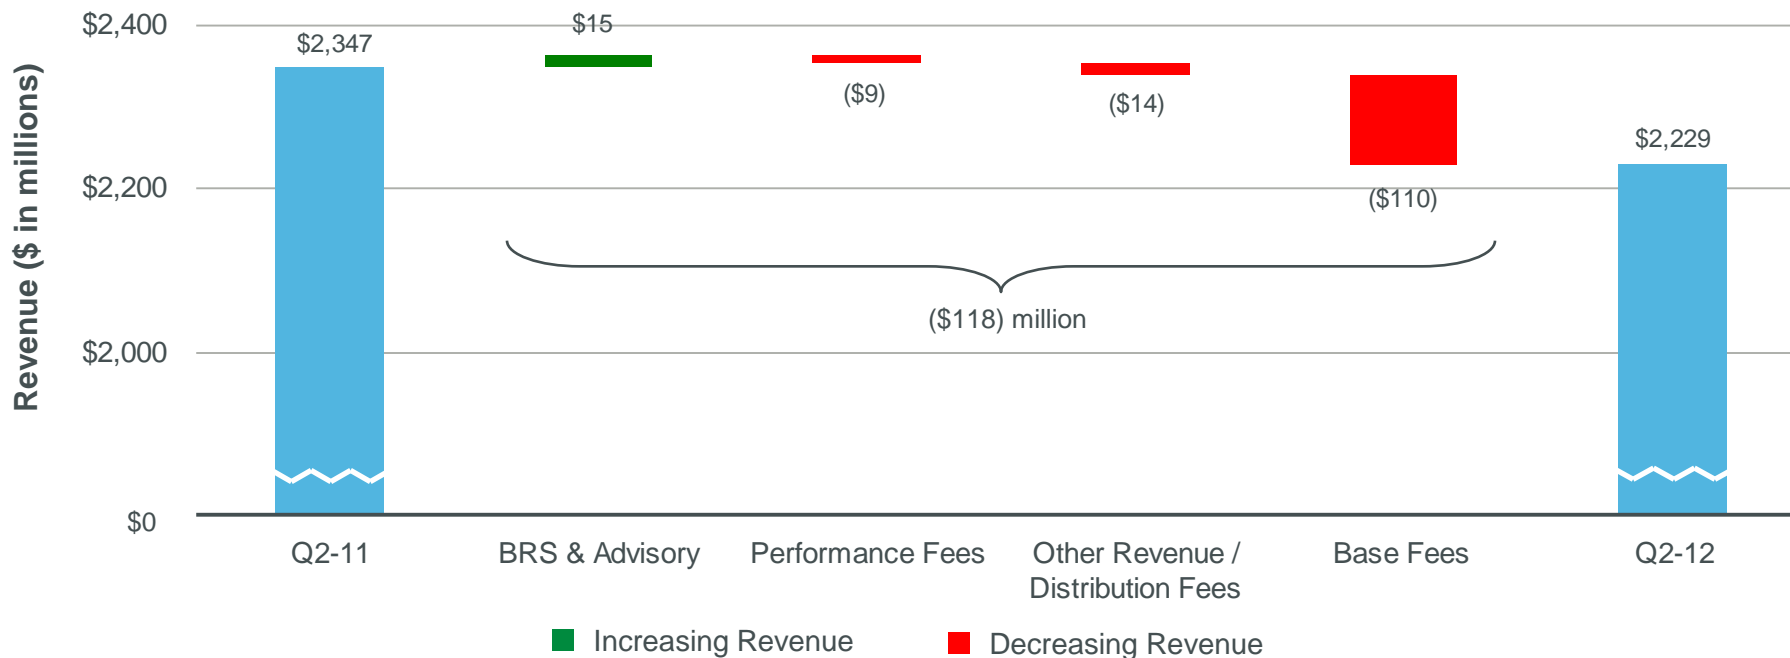 Revenue ($ in millions)
$2,400
$2,200
$2,000
$0
$2,347
$15
($9)
($14)
($110)
$2,229
($118) million
Q2-11
BRS & Advisory
Performance Fees
Other Revenue /
Distribution Fees
Base Fees
Q2-12
Increasing Revenue
Decreasing Revenue